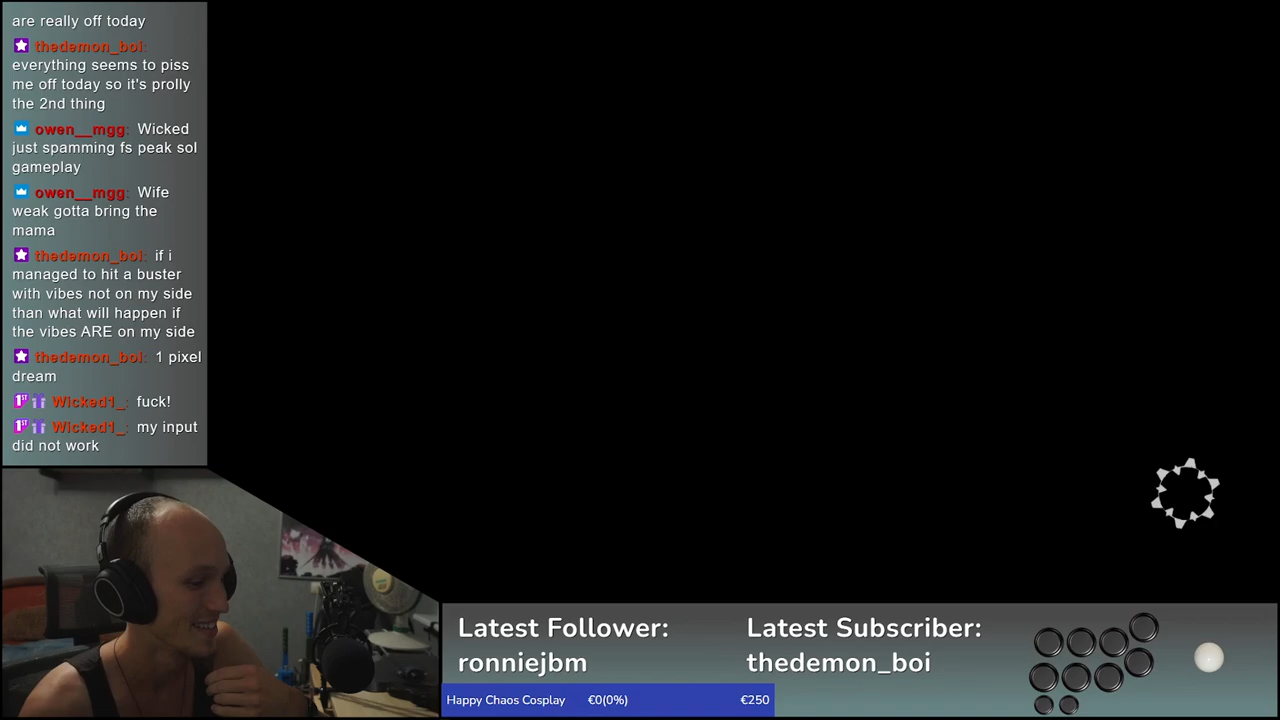 are really off today
thedemon_boi:
everything seems to piss
me off today so it's prolly
the 2nd thing
owen__mgg: Wicked
just spamming fs peak sol
gameplay
owen__mgg: Wife
weak gotta bring the
mama
thedemon_boi: if i
managed to hit a buster
with vibes not on my side
than what will happen if
the vibes ARE on my side
thedemon_boi: 1 pixel
dream
1ST Wicked1_: fuck!
1ST Wicked1_: my input
did not work
Latest Follower:
ronniejbm
Latest Subscriber:
thedemon_boi
Happy Chaos Cosplay €0(0%) €250